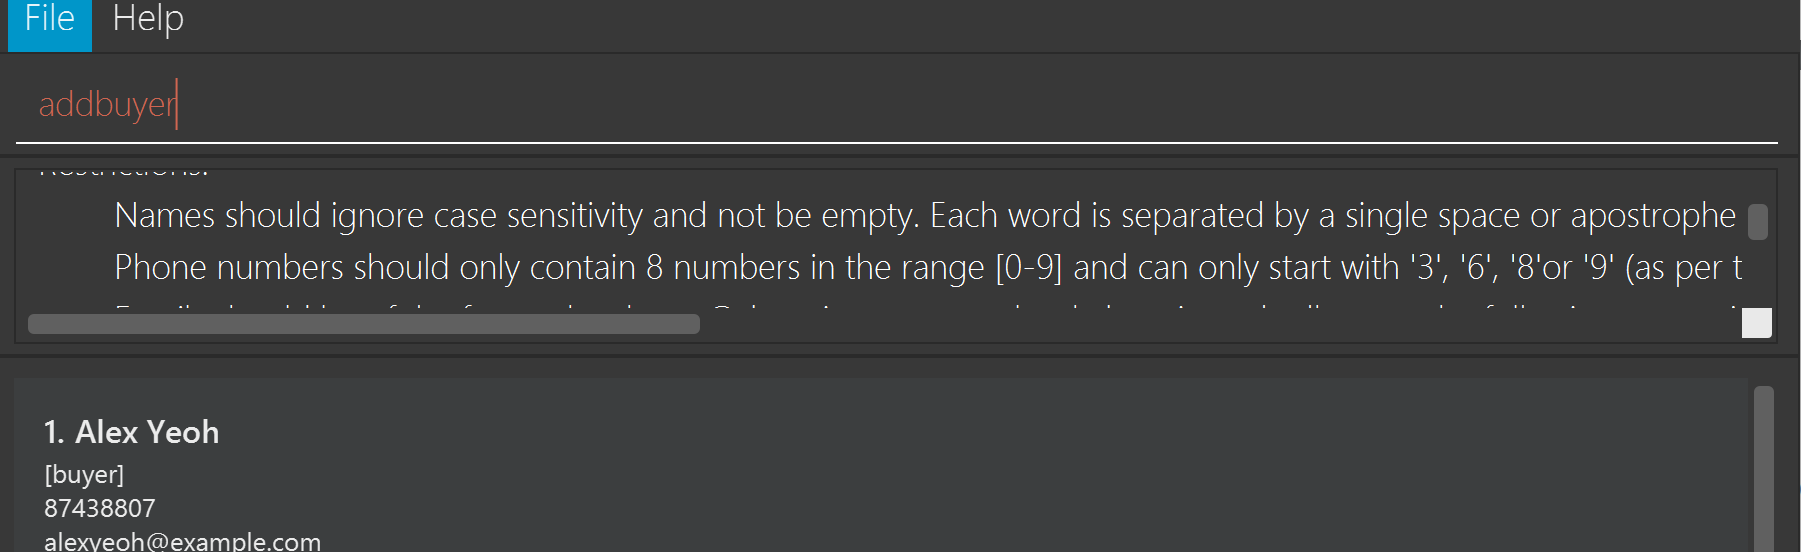 File Help
addbuyer
Restrictions:
Names should ignore case sensitivity and not be empty. Each word is separated by a single space or apostrophe
Phone numbers should only contain 8 numbers in the range [0-9] and can only start with '3', '6', '8'or '9' (as per t
1. Alex Yeoh
[buyer]
87438807
alexyeoh@example.com